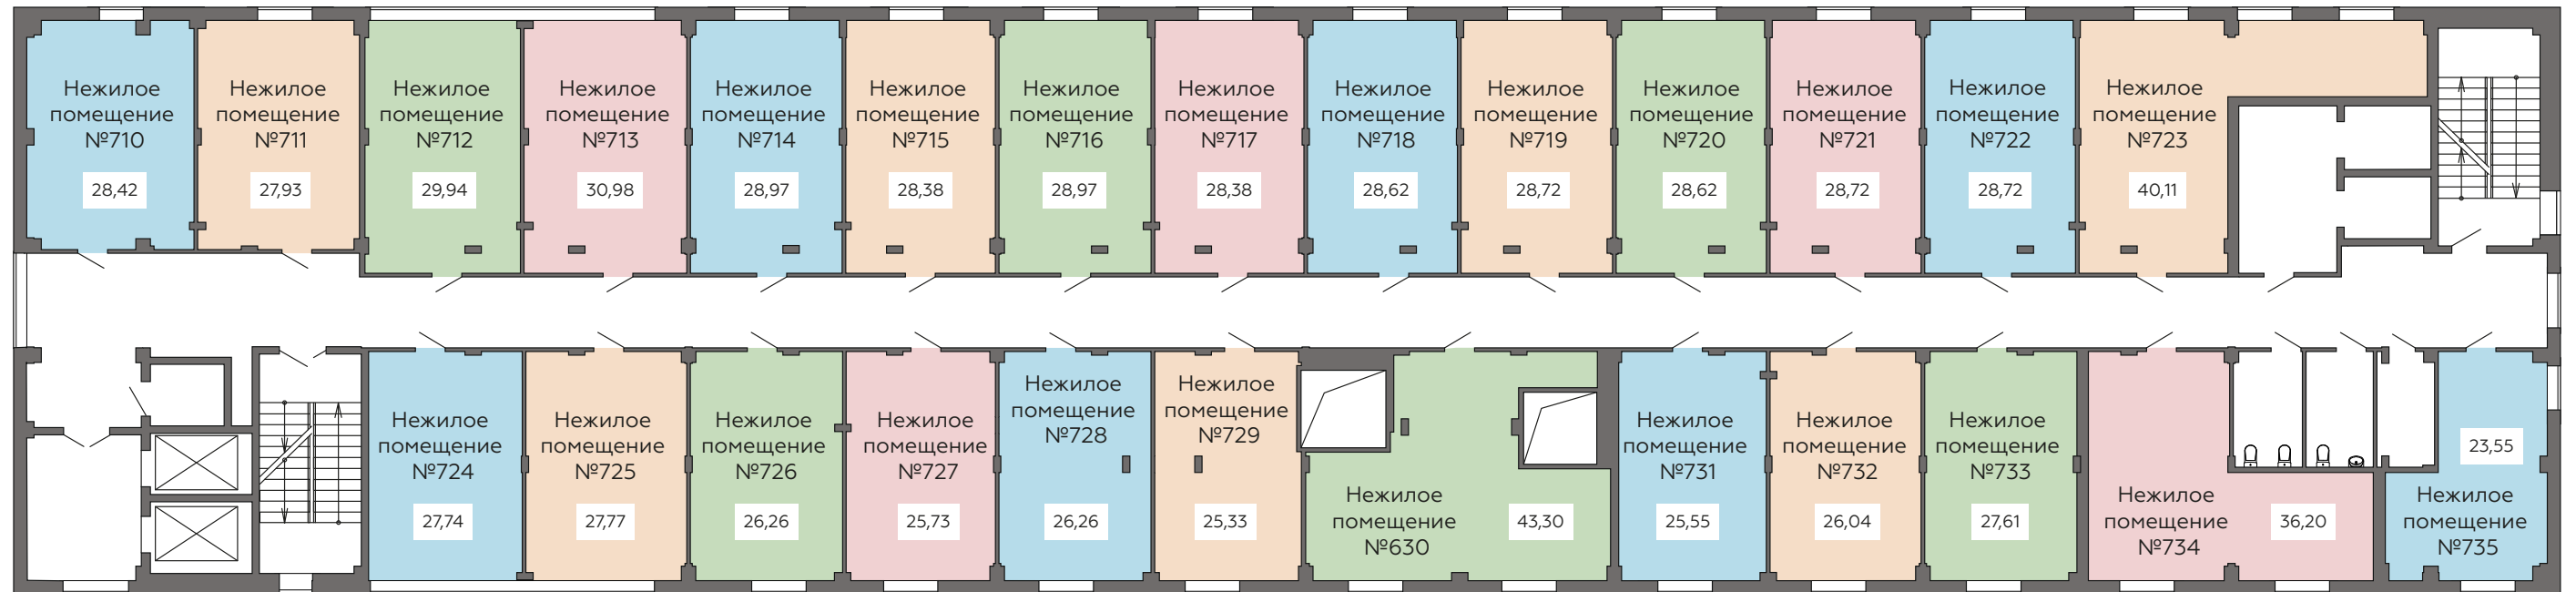 Нежилое
помещение
№710
28,42
Нежилое
помещение
№711
27,93
Нежилое
помещение
№712
29,94
Нежилое
помещение
№713
30,98
Нежилое
помещение
№714
28,97
Нежилое
помещение
№715
28,38
Нежилое
помещение
№716
28,97
Нежилое
помещение
№717
28,38
Нежилое
помещение
№718
28,62
Нежилое
помещение
№719
28,72
Нежилое
помещение
№720
28,62
Нежилое
помещение
№721
28,72
Нежилое
помещение
№722
28,72
Нежилое
помещение
№723
40,11
Нежилое
помещение
№724
27,74
Нежилое
помещение
№725
27,77
Нежилое
помещение
№726
26,26
Нежилое
помещение
№727
25,73
Нежилое
помещение
№728
26,26
Нежилое
помещение
№729
25,33
Нежилое
помещение
№630
43,30
Нежилое
помещение
№731
25,55
Нежилое
помещение
№732
26,04
Нежилое
помещение
№733
27,61
Нежилое
помещение
№734
36,20
23,55
Нежилое
помещение
№735